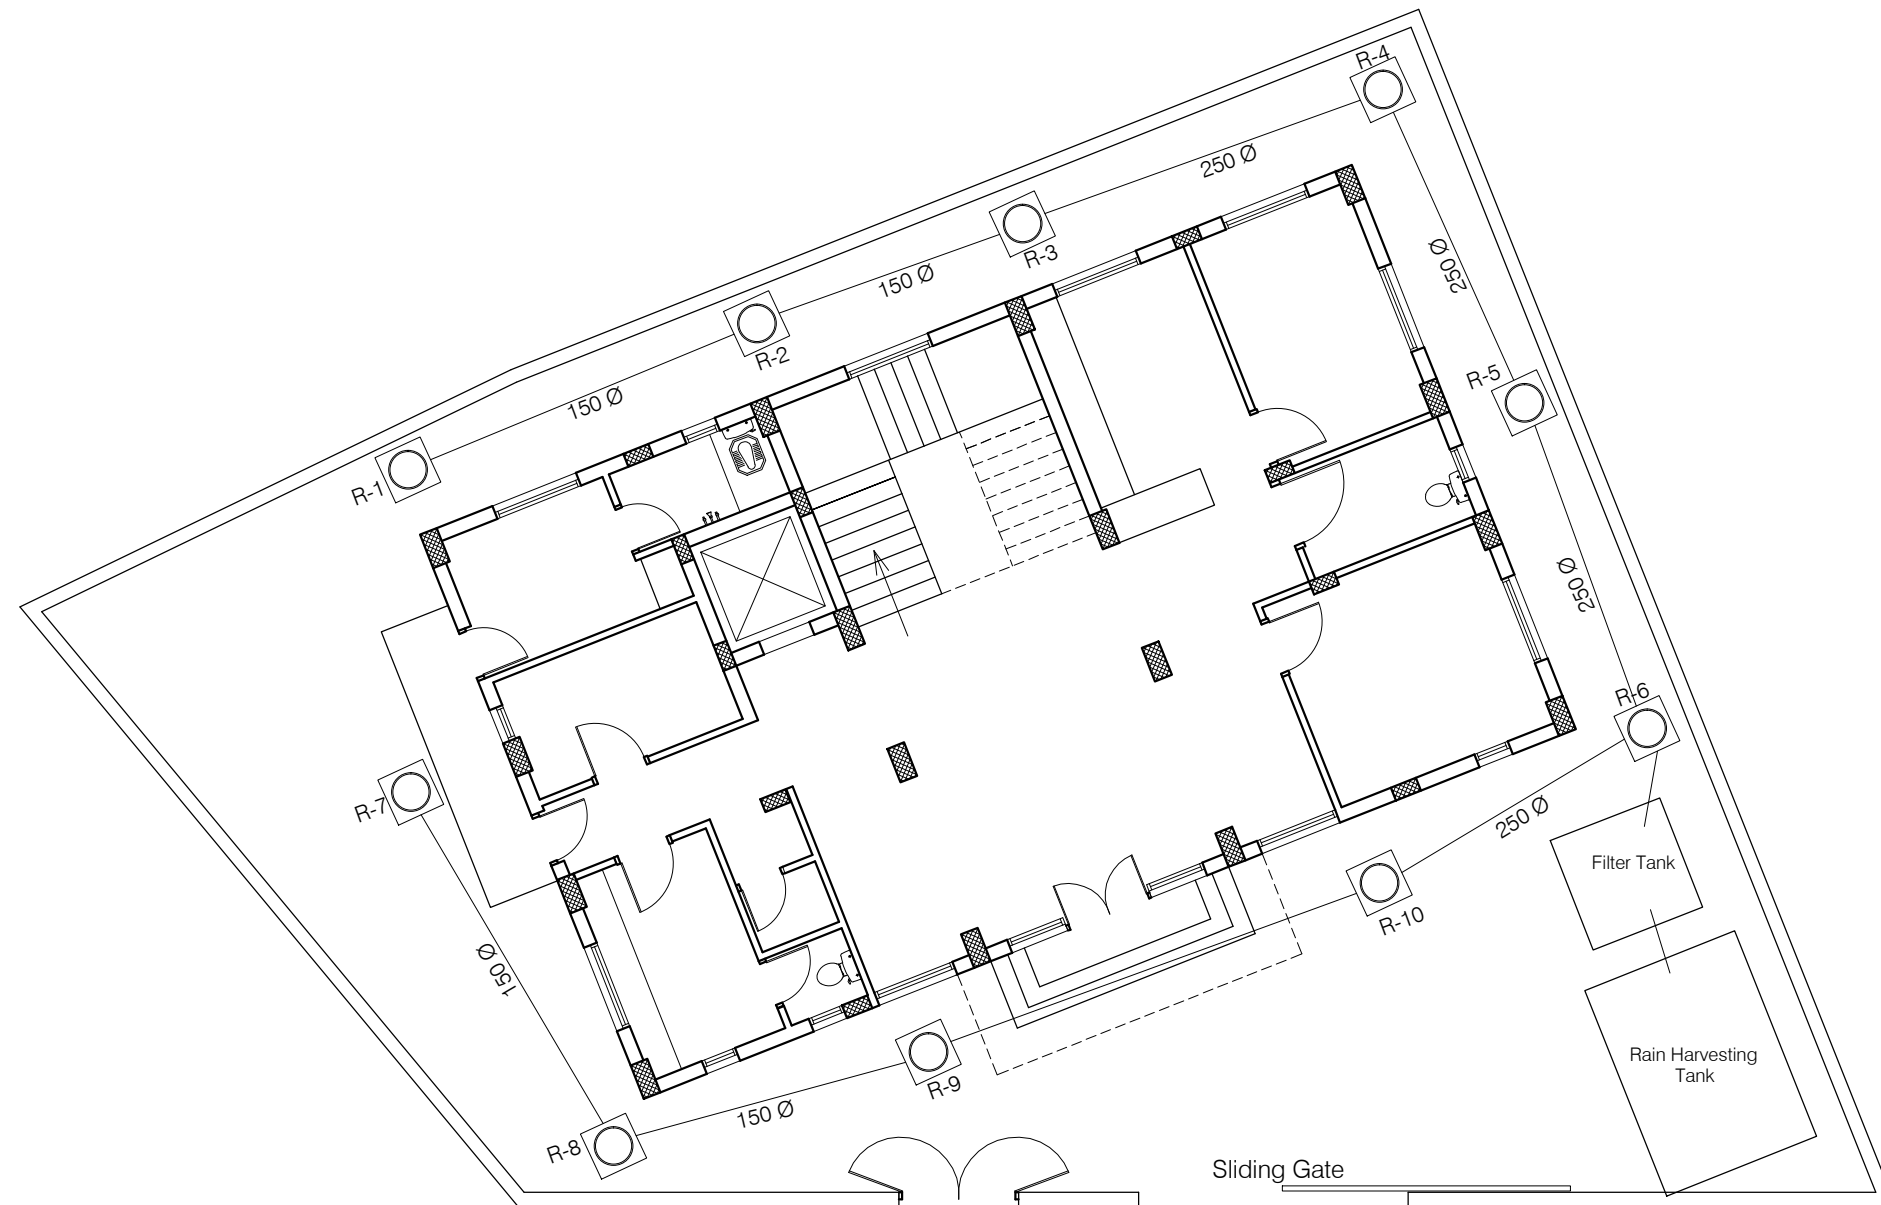 R-4
250 Ø
R-3
150 Ø
250 Ø
R-2
R-5
150 Ø
R-1
250 Ø
R-6
R-7
250 Ø
Filter Tank
R-10
150 Ø
Rain Harvesting
Tank
R-9
150 Ø
R-8
Sliding Gate